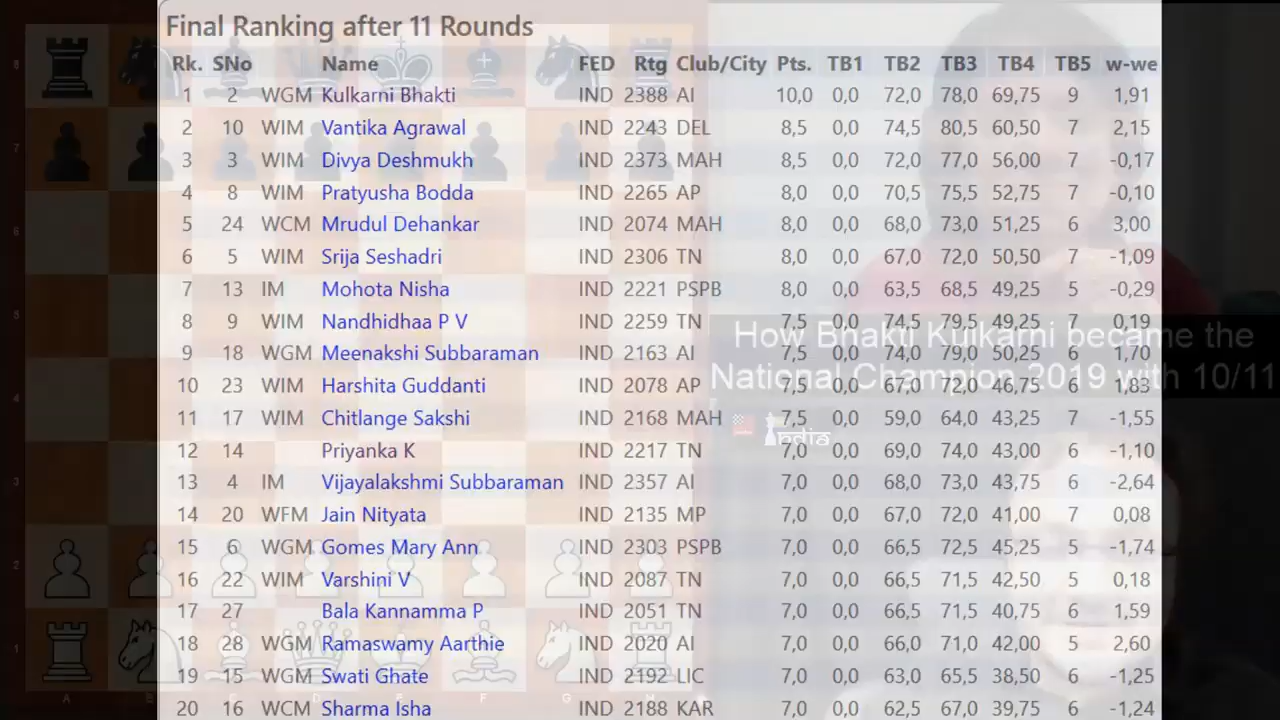 Final Ranking after 11 Rounds
Rk. SNo Name FED Rtg Club/City Pts. TB1 TB2 TB3 TB4 TB5 w-we
1 2 WGM Kulkarni Bhakti IND 2388 AI 10,0 0,0 72,0 78,0 69,75 9 1,91
2 10 WIM Vantika Agrawal IND 2243 DEL 8,5 0,0 74,5 80,5 60,50 7 2,15
3 3 WIM Divya Deshmukh IND 2373 MAH 8,5 0,0 72,0 77,0 56,00 7 -0,17
4 8 WIM Pratyusha Bodda IND 2265 AP 8,0 0,0 70,5 75,5 52,75 7 -0,10
5 24 WCM Mrudul Dehankar IND 2074 MAH 8,0 0,0 68,0 73,0 51,25 6 3,00
6 5 WIM Srija Seshadri IND 2306 TN 8,0 0,0 67,0 72,0 50,50 7 -1,09
7 13 IM Mohota Nisha IND 2221 PSPB 8,0 0,0 63,5 68,5 49,25 5 -0,29
8 9 WIM Nandhidhaa P V IND 2259 TN 7,5 0,0 74,5 79,5 49,25 7 0,19
9 18 WGM Meenakshi Subbaraman IND 2163 AI 7,5 0,0 74,0 79,0 50,25 6 1,70
10 23 WIM Harshita Guddanti IND 2078 AP 7,5 0,0 67,0 72,0 46,75 6 1,83
11 17 WIM Chitlange Sakshi IND 2168 MAH 7,5 0,0 59,0 64,0 43,25 7 -1,55
12 14 Priyanka K IND 2217 TN 7,0 0,0 69,0 74,0 43,00 6 -1,10
13 4 IM Vijayalakshmi Subbaraman IND 2357 AI 7,0 0,0 68,0 73,0 43,75 6 -2,64
14 20 WFM Jain Nityata IND 2135 MP 7,0 0,0 67,0 72,0 41,00 7 0,08
15 6 WGM Gomes Mary Ann IND 2303 PSPB 7,0 0,0 66,5 72,5 45,25 5 -1,74
16 22 WIM Varshini V IND 2087 TN 7,0 0,0 66,5 71,5 42,50 5 0,18
17 27 Bala Kannamma P IND 2051 TN 7,0 0,0 66,5 71,5 40,75 6 1,59
18 28 WGM Ramaswamy Aarthie IND 2020 AI 7,0 0,0 66,0 71,0 42,00 5 2,60
19 15 WGM Swati Ghate IND 2192 LIC 7,0 0,0 63,0 65,5 38,50 6 -1,25
20 16 WCM Sharma Isha IND 2188 KAR 7,0 0,0 62,5 67,0 39,75 6 -1,24
How Bhakti Kulkarni became the
National Champion 2019 with 10/11
India
8
7
6
5
4
3
2
1
A B C D E F G H